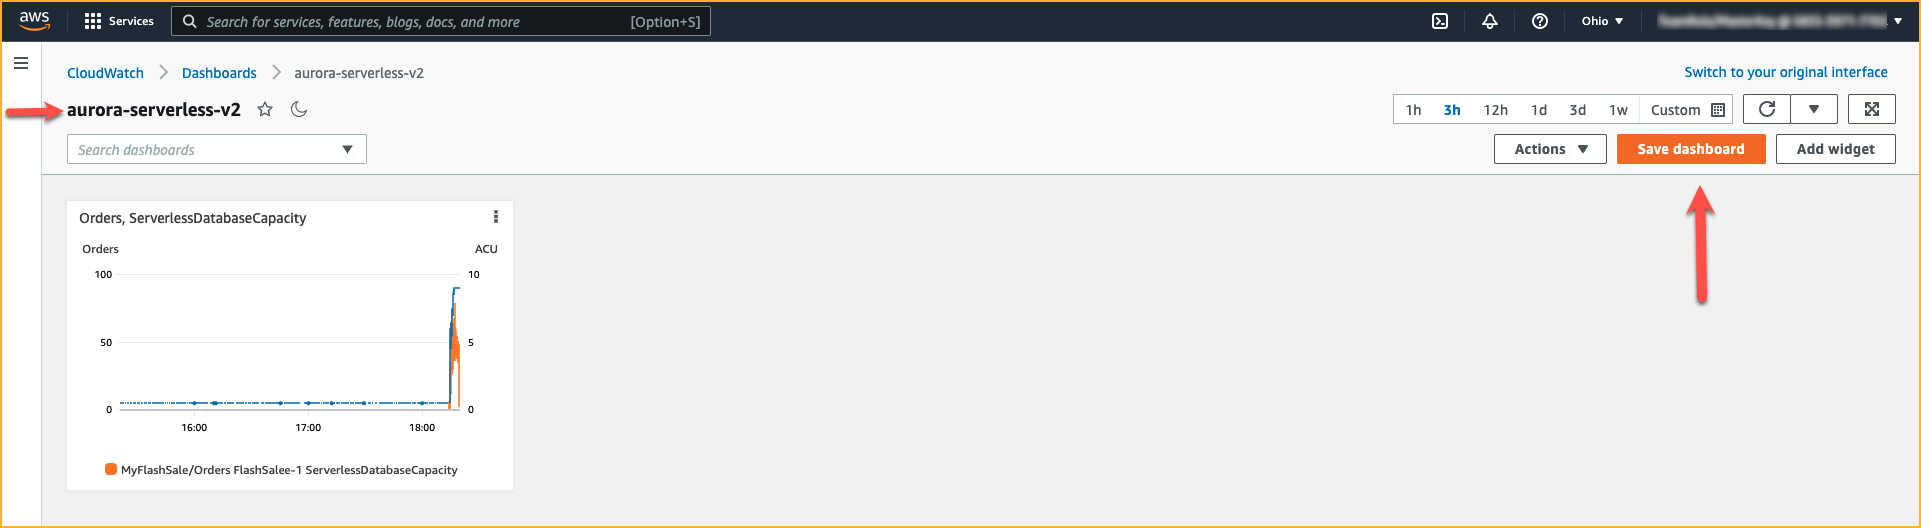 aws Services Search for services, features, blogs, docs, and more [Option+S] Ohio
CloudWatch Dashboards aurora-serverless-v2 Switch to your original interface
aurora-serverless-v2 1h 3h 12h 1d 3d 1w Custom
Search dashboards Actions Save dashboard Add widget
Orders, ServerlessDatabaseCapacity
Orders ACU
100 10
50 5
0 0
16:00 17:00 18:00
MyFlashSale/Orders FlashSalee-1 ServerlessDatabaseCapacity